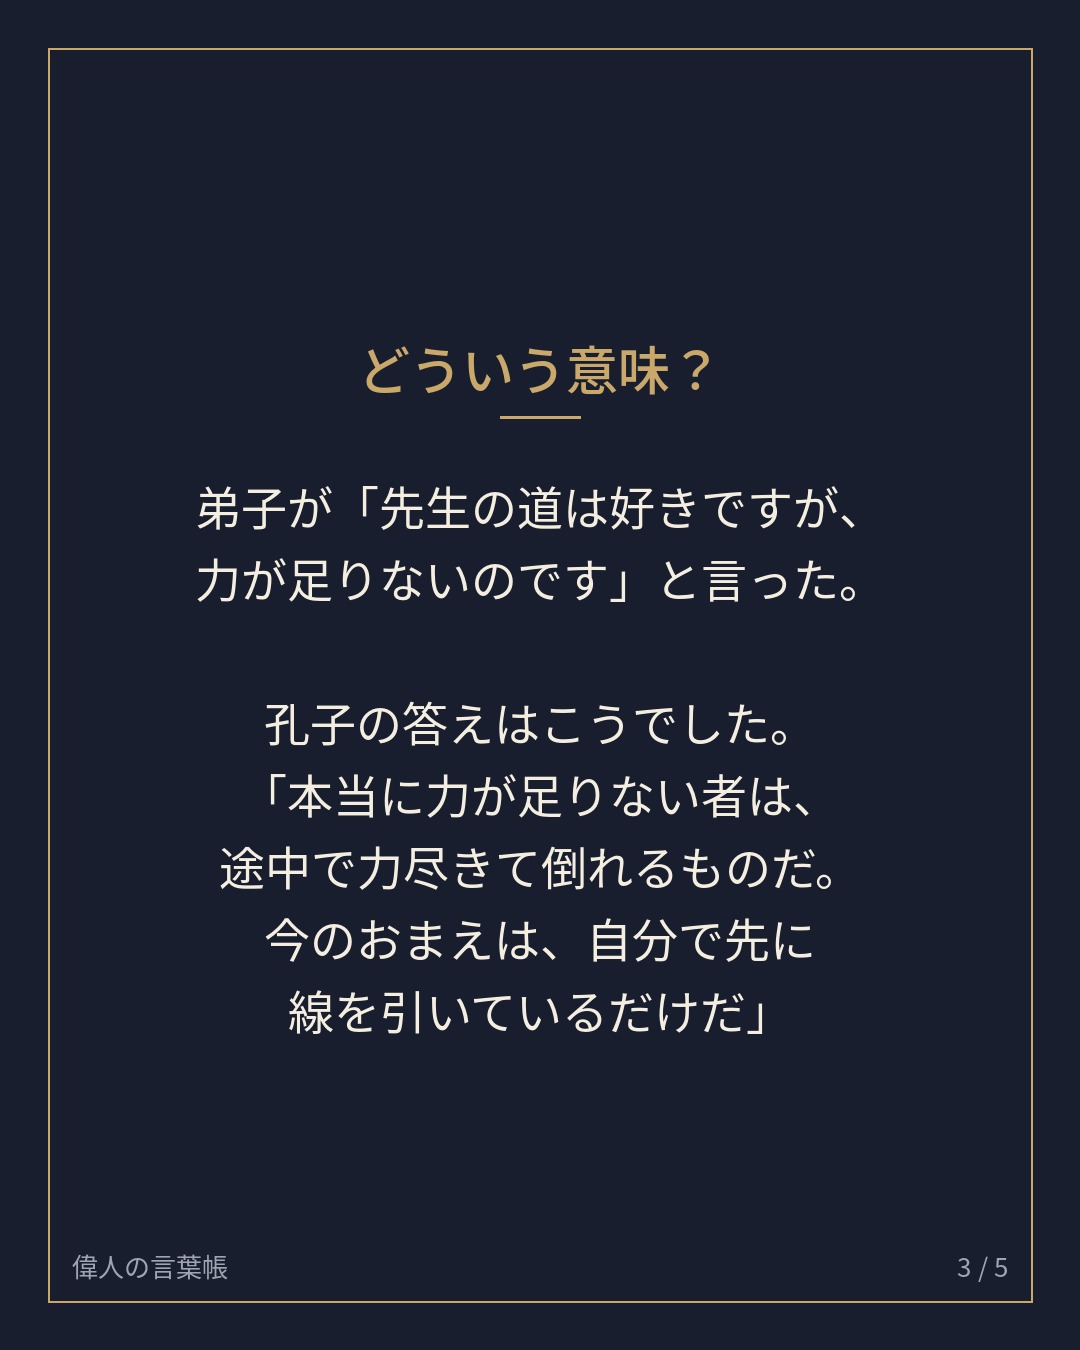 どういう意味？
弟子が「先生の道は好きですが、
力が足りないのです」と言った。
孔子の答えはこうでした。
「本当に力が足りない者は、
途中で力尽きて倒れるものだ。
今のおまえは、自分で先に
線を引いているだけだ」
偉人の言葉帳
3 / 5